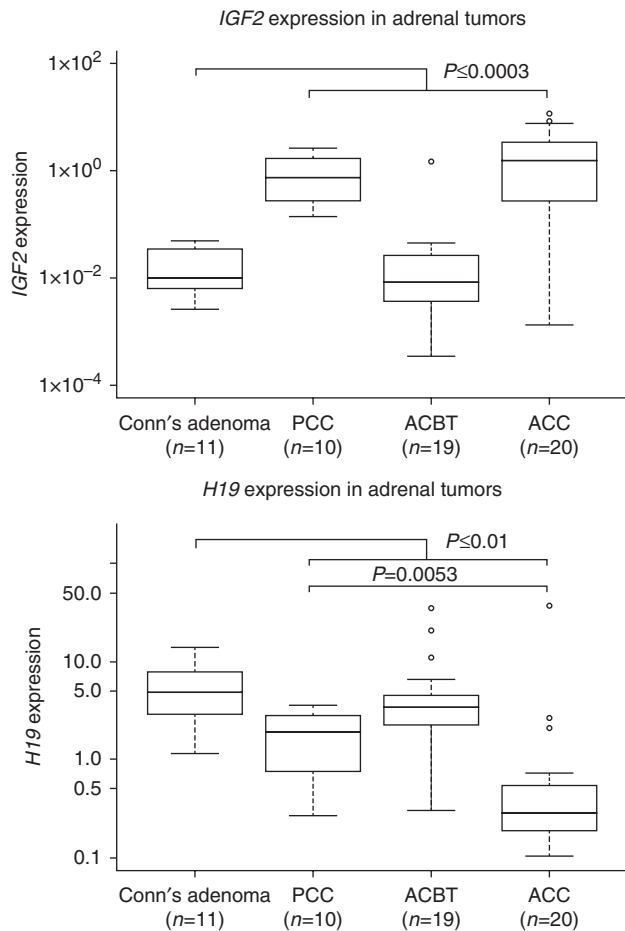 IGF2 expression in adrenal tumors
1×10²
P≤0.0003
1×10⁰
IGF2 expression
1×10⁻²
1×10⁻⁴
Conn's adenoma PCC ACBT ACC
(n=11) (n=10) (n=19) (n=20)
H19 expression in adrenal tumors
P≤0.01
P=0.0053
50.0
10.0
5.0
H19 expression
1.0
0.5
0.1
Conn's adenoma PCC ACBT ACC
(n=11) (n=10) (n=19) (n=20)